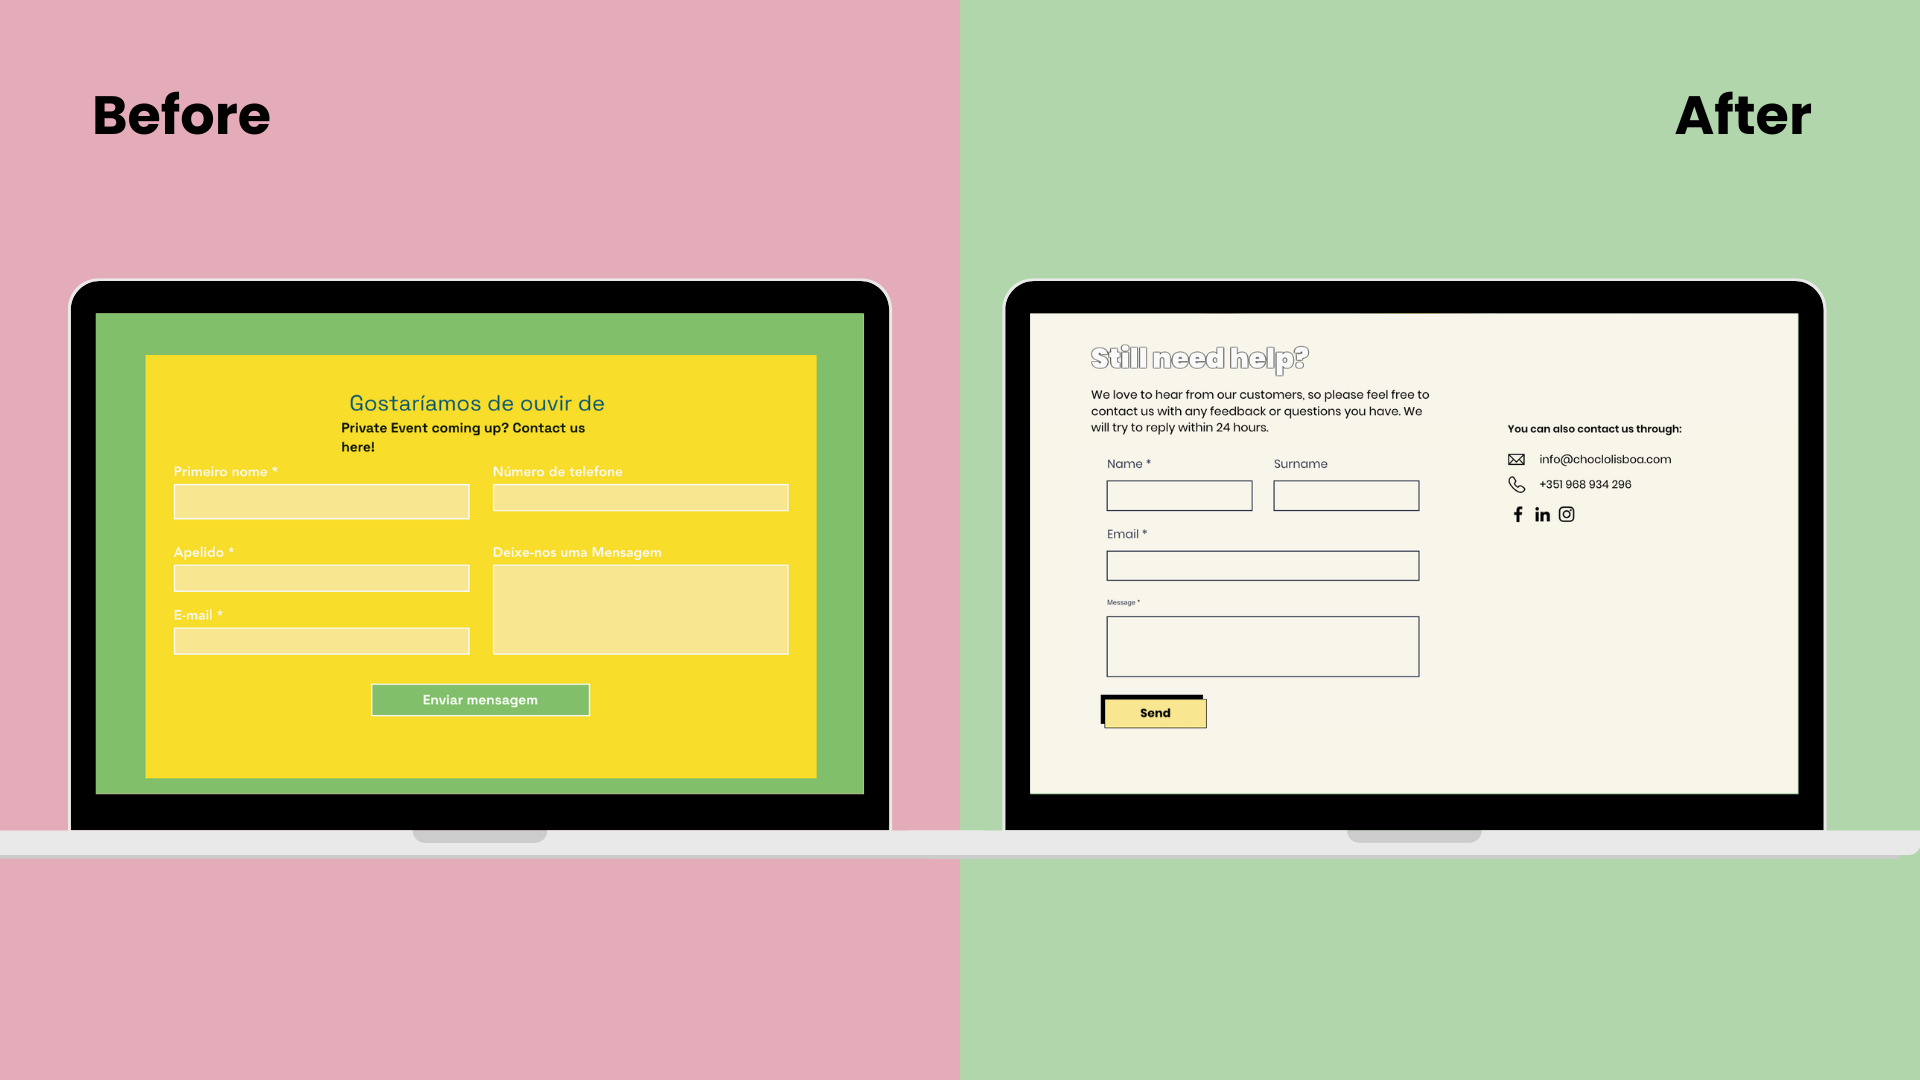 Before
After
Gostaríamos de ouvir de
Private Event coming up? Contact us
here!
Primeiro nome *
Número de telefone
Apelido *
Deixe-nos uma Mensagem
E-mail *
Enviar mensagem
Still need help?
We love to hear from our customers, so please feel free to
contact us with any feedback or questions you have. We
will try to reply within 24 hours.
Name *
Surname
Email *
Message *
Send
You can also contact us through:
info@choclolisboa.com
+351 968 934 296